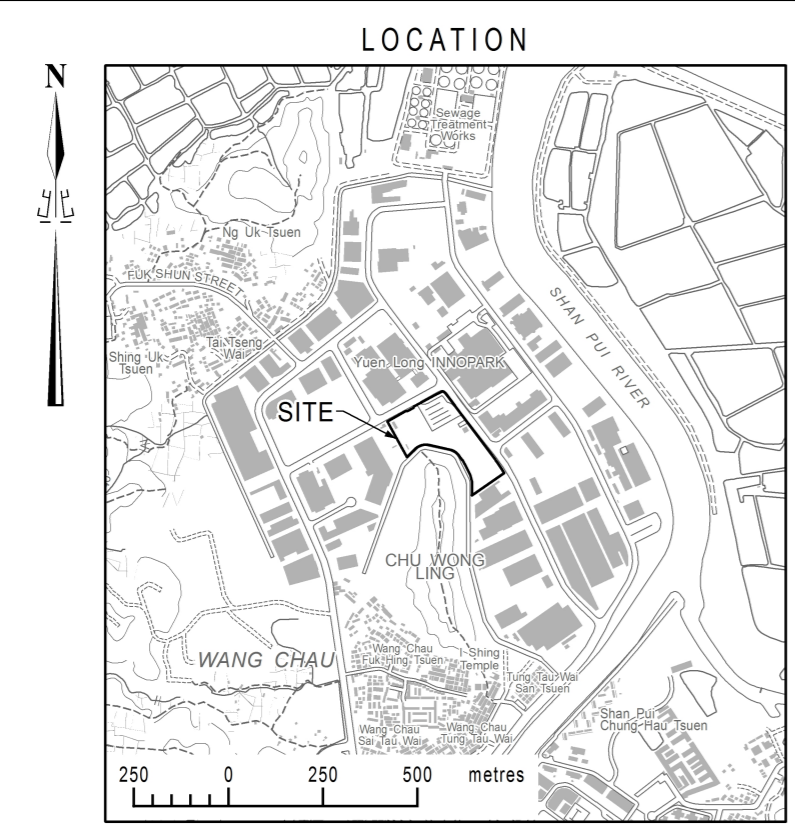 LOCATION
N
Sewage
Treatment
Works
Ng Uk Tsuen
FUK SHUN STREET
SHAN PUI RIVER
Tai Tseng
Wai
Shing Uk
Tsuen
Yuen Long INNOPARK
SITE
CHU WONG
LING
WANG CHAU
Wang Chau
Fuk Hing Tsuen
I Shing
Temple
Tung Tau Wai
San Tsuen
Shan Pui
Chung Hau Tsuen
Wang Chau
Sai Tau Wai
Wang Chau
Tung Tau Wai
250 0 250 500 metres